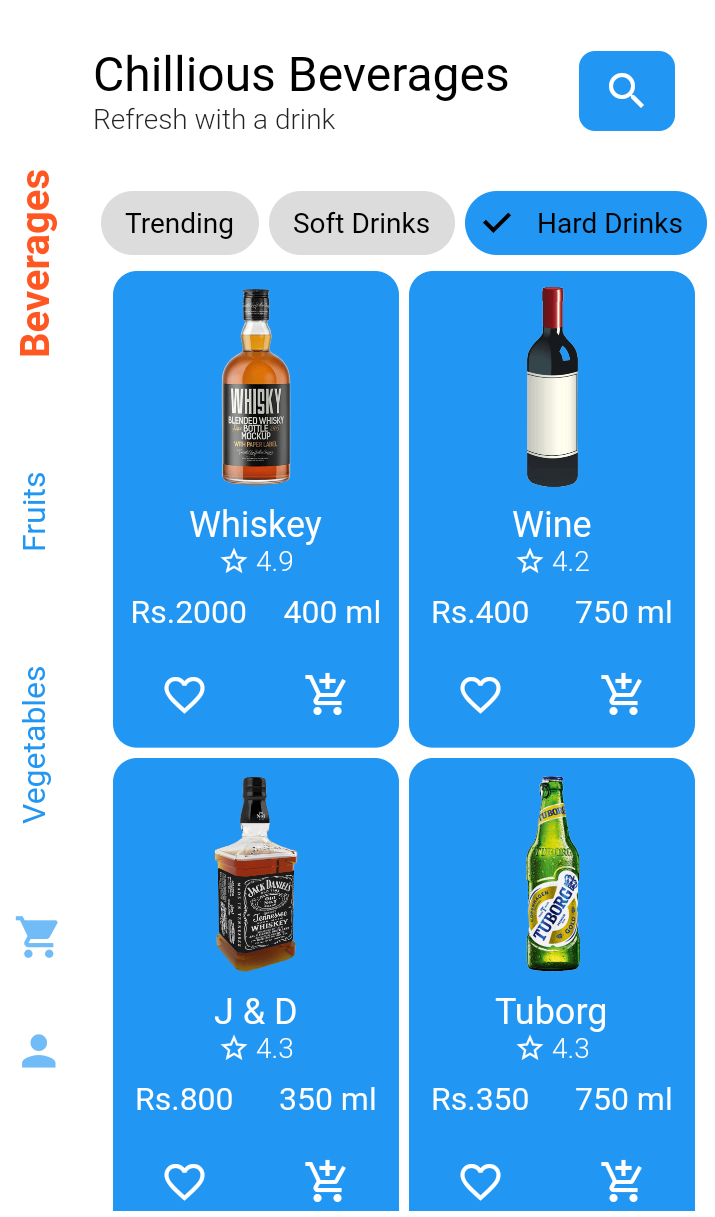 Chillious Beverages
Refresh with a drink
Beverages
Fruits
Vegetables
Trending
Soft Drinks
Hard Drinks
WHISKY
BLENDED WHISKY
BOTTLE
MOCKUP
WITH PAPER LABEL
Whiskey
4.9
Rs.2000
400 ml
Wine
4.2
Rs.400
750 ml
JACK DANIEL'S
Tennessee
WHISKEY
J & D
4.3
Rs.800
350 ml
TUBORG
Tuborg
4.3
Rs.350
750 ml